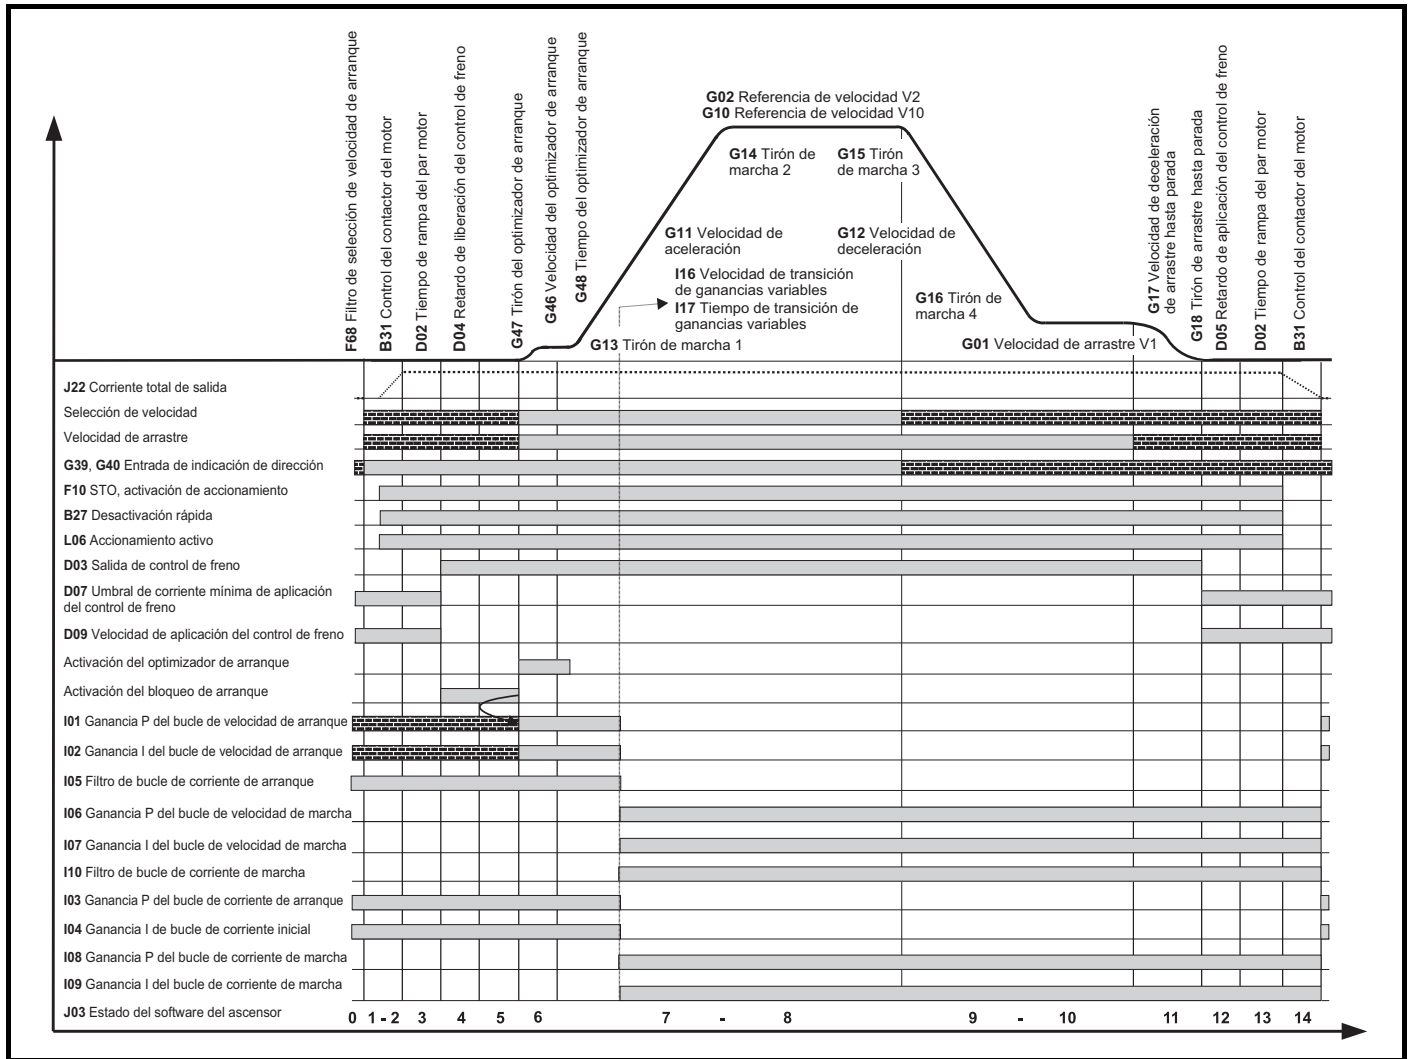 F68 Filtro de selección de velocidad de arranque
B31 Control del contactor del motor
D02 Tiempo de rampa del par motor
D04 Retardo de liberación del control de freno
G47 Tirón del optimizador de arranque
G46 Velocidad del optimizador de arranque
G48 Tiempo del optimizador de arranque
G02 Referencia de velocidad V2
G10 Referencia de velocidad V10
G14 Tirón de
marcha 2
G15 Tirón
de marcha 3
G11 Velocidad de
aceleración
G12 Velocidad de
deceleración
I16 Velocidad de transición
de ganancias variables
I17 Tiempo de transición de
ganancias variables
G13 Tirón de marcha 1
G16 Tirón de
marcha 4
G01 Velocidad de arrastre V1
G17 Velocidad de deceleración
de arrastre hasta parada
G18 Tirón de arrastre hasta parada
D05 Retardo de aplicación del control de freno
D02 Tiempo de rampa del par motor
B31 Control del contactor del motor
J22 Corriente total de salida
Selección de velocidad
Velocidad de arrastre
G39, G40 Entrada de indicación de dirección
F10 STO, activación de accionamiento
B27 Desactivación rápida
L06 Accionamiento activo
D03 Salida de control de freno
D07 Umbral de corriente mínima de aplicación
del control de freno
D09 Velocidad de aplicación del control de freno
Activación del optimizador de arranque
Activación del bloqueo de arranque
I01 Ganancia P del bucle de velocidad de arranque
I02 Ganancia I del bucle de velocidad de arranque
I05 Filtro de bucle de corriente de arranque
I06 Ganancia P del bucle de velocidad de marcha
I07 Ganancia I del bucle de velocidad de marcha
I10 Filtro de bucle de corriente de marcha
I03 Ganancia P del bucle de corriente de arranque
I04 Ganancia I de bucle de corriente inicial
I08 Ganancia P del bucle de corriente de marcha
I09 Ganancia I del bucle de corriente de marcha
J03 Estado del software del ascensor
0 1 - 2 3 4 5 6 7 - 8 9 - 10 11 12 13 14